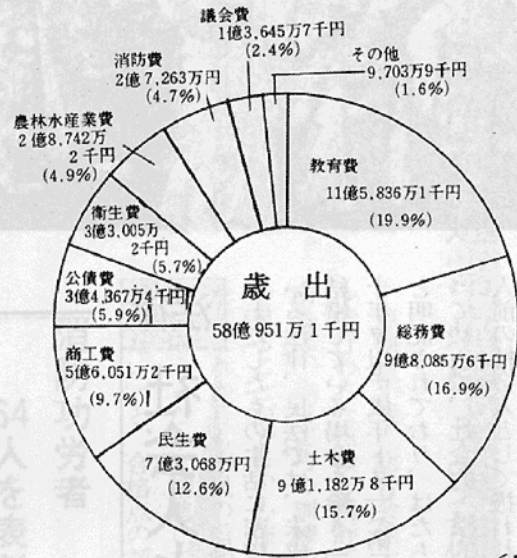 議会費
1億3,645万7千円
(2.4%)
その他
9,703万9千円
(1.6%)
消防費
2億7,263万円
(4.7%)
農林水産業費
2億8,742万
2千円
(4.9%)
衛生費
3億3,005万
2千円
(5.7%)
公債費
3億4,367万4千円
(5.9%)
商工費
5億6,051万2千円
(9.7%)
民生費
7億3,068万円
(12.6%)
土木費
9億1,182万8千円
(15.7%)
総務費
9億8,085万6千円
(16.9%)
教育費
11億5,836万1千円
(19.9%)
歳出
58億951万1千円